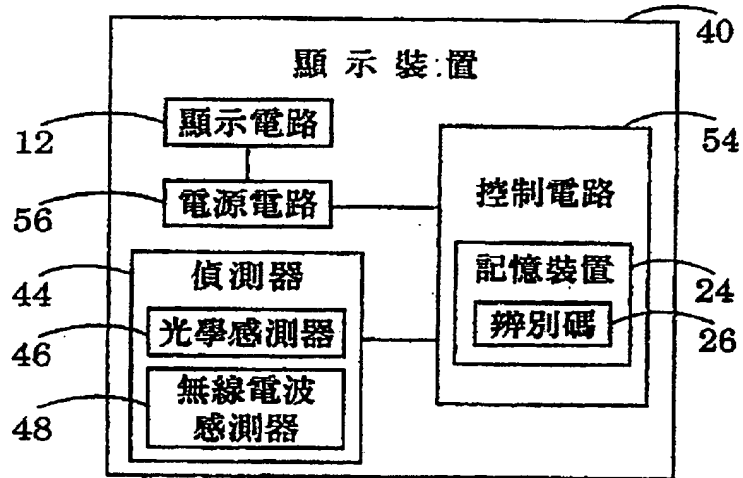 40
顯示裝置
12
顯示電路
54
56
電源電路
控制電路
44
偵測器
記憶裝置
24
46
光學感測器
辨別碼
26
48
無線電波
感測器